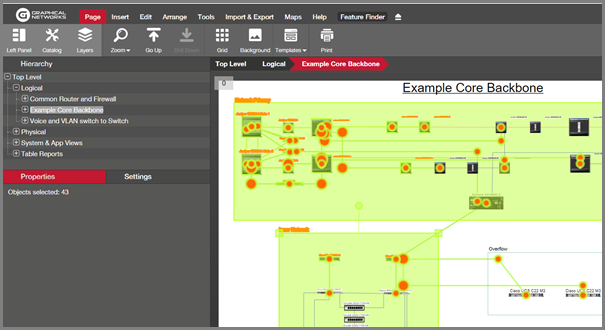 GRAPHICAL
NETWORKS
Page Insert Edit Arrange Tools Import & Export Maps Help Feature Finder
Left Panel Catalog Layers Zoom Go Up Grid Background Templates Print
Hierarchy
Top Level
Logical
Common Router and Firewall
Example Core Backbone
Voice and VLAN switch to Switch
Physical
System & App Views
Table Reports
Properties Settings
Objects selected: 43
Top Level Logical Example Core Backbone
0
Example Core Backbone
Overflow
Cisco UCS C22 M3
Cisco UCS C22 M3